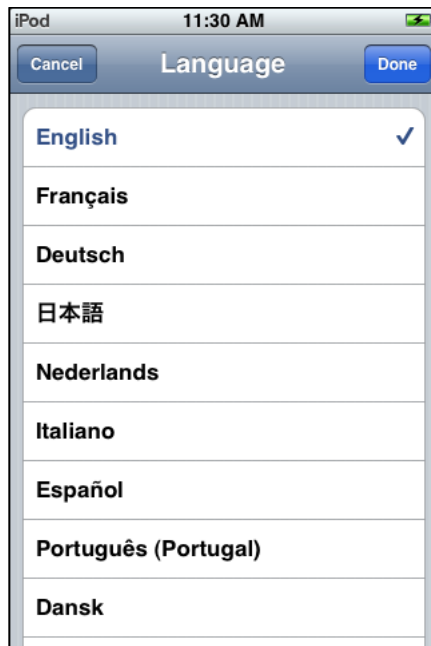 iPod 11:30 AM
Cancel Language Done
English
Français
Deutsch
日本語
Nederlands
Italiano
Español
Português (Portugal)
Dansk